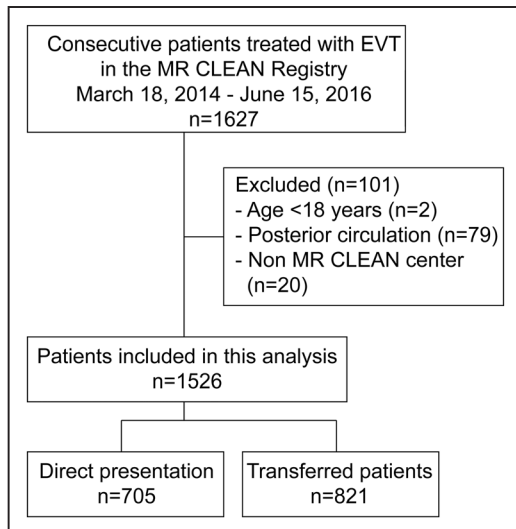 Consecutive patients treated with EVT
in the MR CLEAN Registry
March 18, 2014 - June 15, 2016
n=1627
Excluded (n=101)
- Age <18 years (n=2)
- Posterior circulation (n=79)
- Non MR CLEAN center
(n=20)
Patients included in this analysis
n=1526
Direct presentation
n=705
Transferred patients
n=821